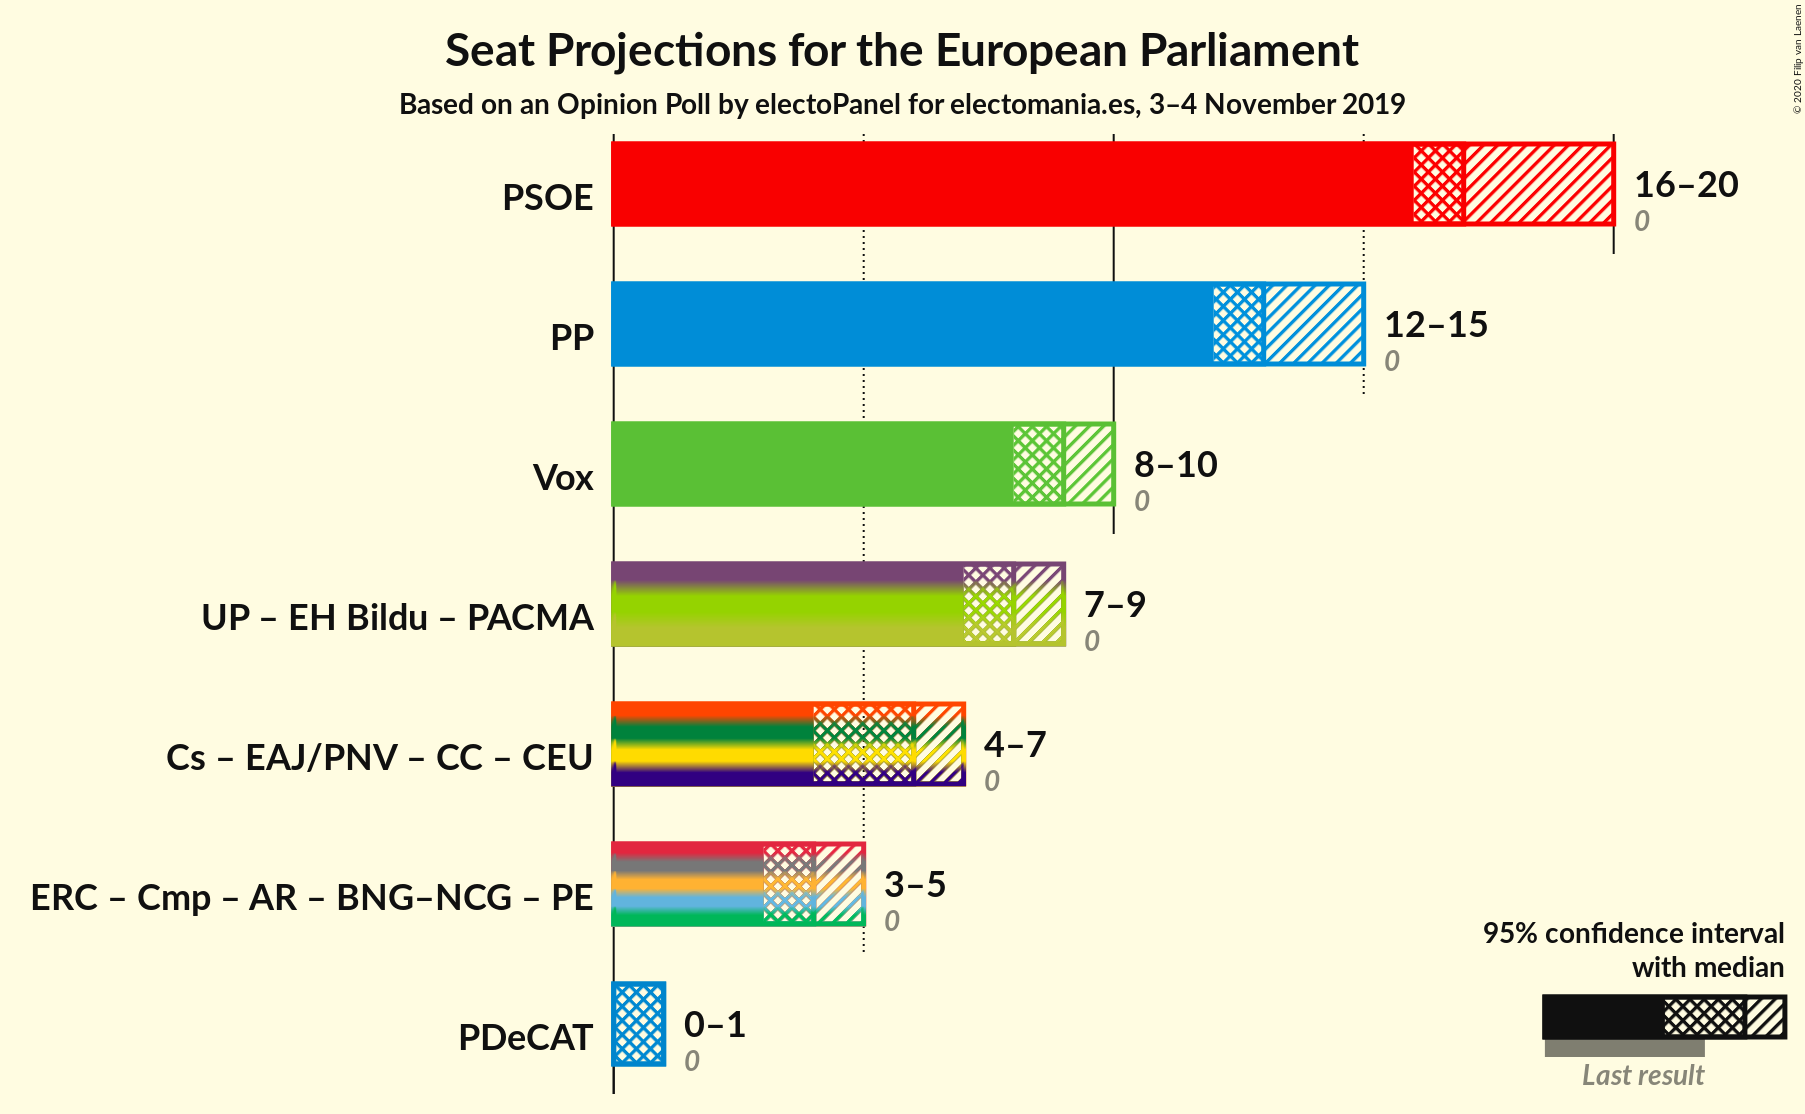 Seat Projections for the European Parliament
Based on an Opinion Poll by electoPanel for electomania.es, 3–4 November 2019
© 2020 Filip van Laenen
PSOE
16–20
0
PP
12–15
0
Vox
8–10
0
UP – EH Bildu – PACMA
7–9
0
Cs – EAJ/PNV – CC – CEU
4–7
0
ERC – Cmp – AR – BNG–NCG – PE
3–5
0
PDeCAT
0–1
0
95% confidence interval
with median
Last result